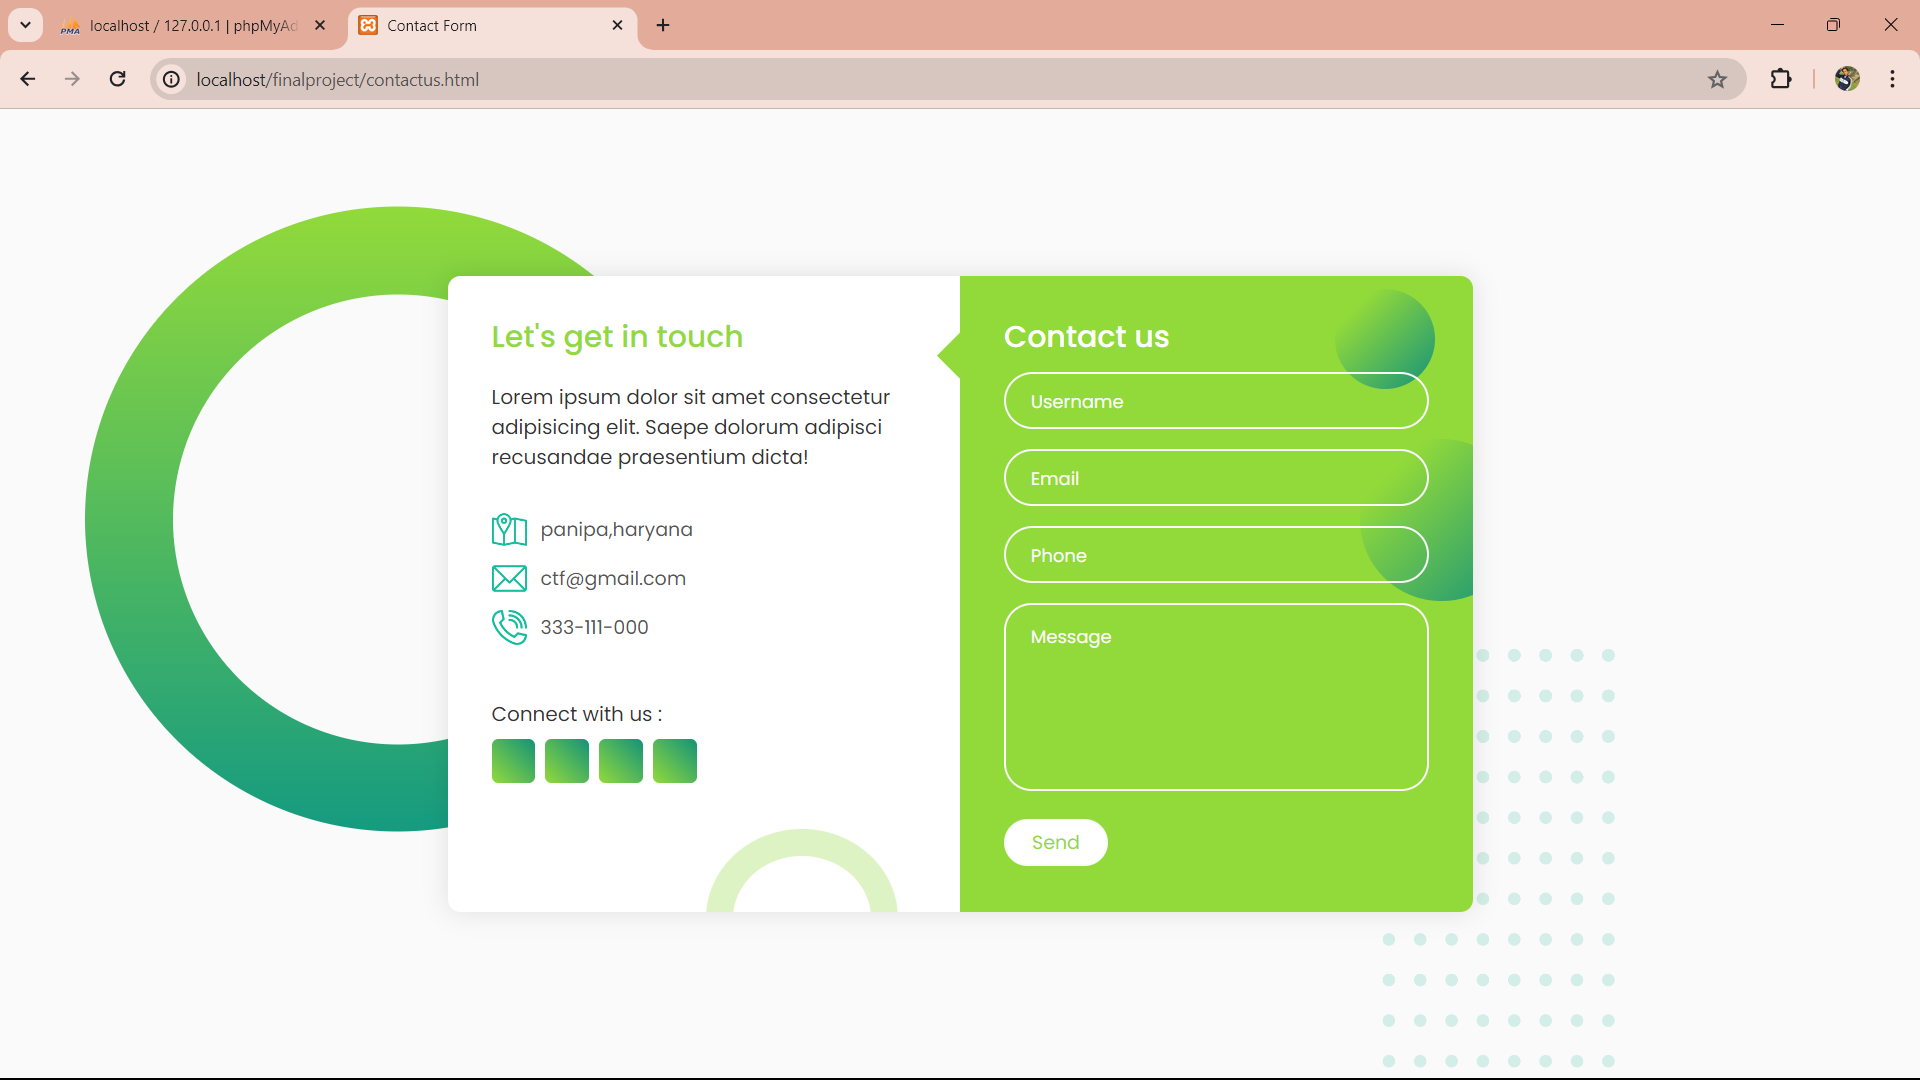 localhost / 127.0.0.1 | phpMyAd
Contact Form
localhost/finalproject/contactus.html
Let's get in touch
Lorem ipsum dolor sit amet consectetur
adipisicing elit. Saepe dolorum adipisci
recusandae praesentium dicta!
panipa,haryana
ctf@gmail.com
333-111-000
Connect with us :
Contact us
Username
Email
Phone
Message
Send